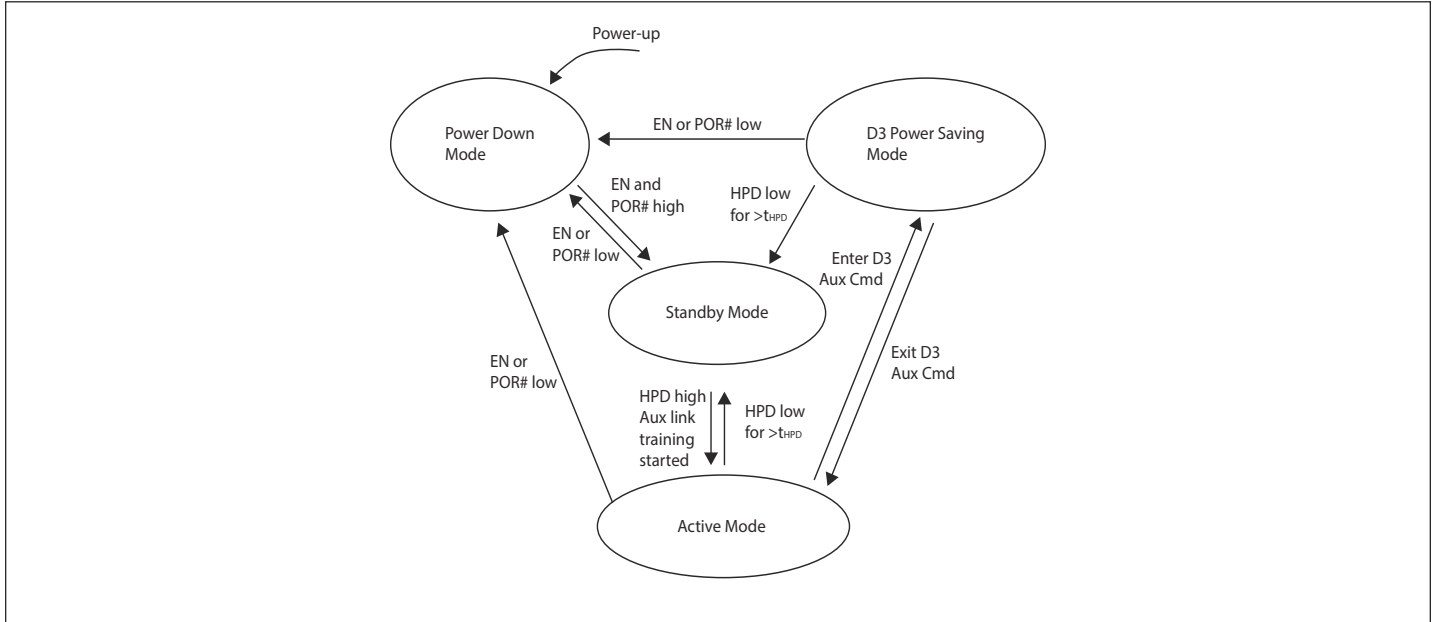 Power-up
Power Down
Mode
EN or POR# low
D3 Power Saving
Mode
EN and
POR# high
HPD low
for >tHPD
EN or
POR# low
Enter D3
Aux Cmd
Standby Mode
EN or
POR# low
Exit D3
Aux Cmd
HPD high
Aux link
training
started
HPD low
for >tHPD
Active Mode